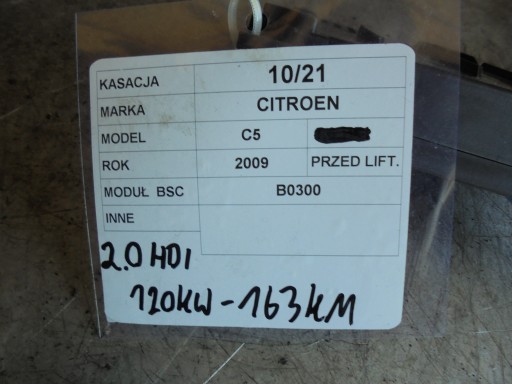 KASACJA 10/21
MARKA CITROEN
MODEL C5
ROK 2009 PRZED LIFT.
MODUŁ BSC B0300
INNE
2.0 HDI
120KW-163KM